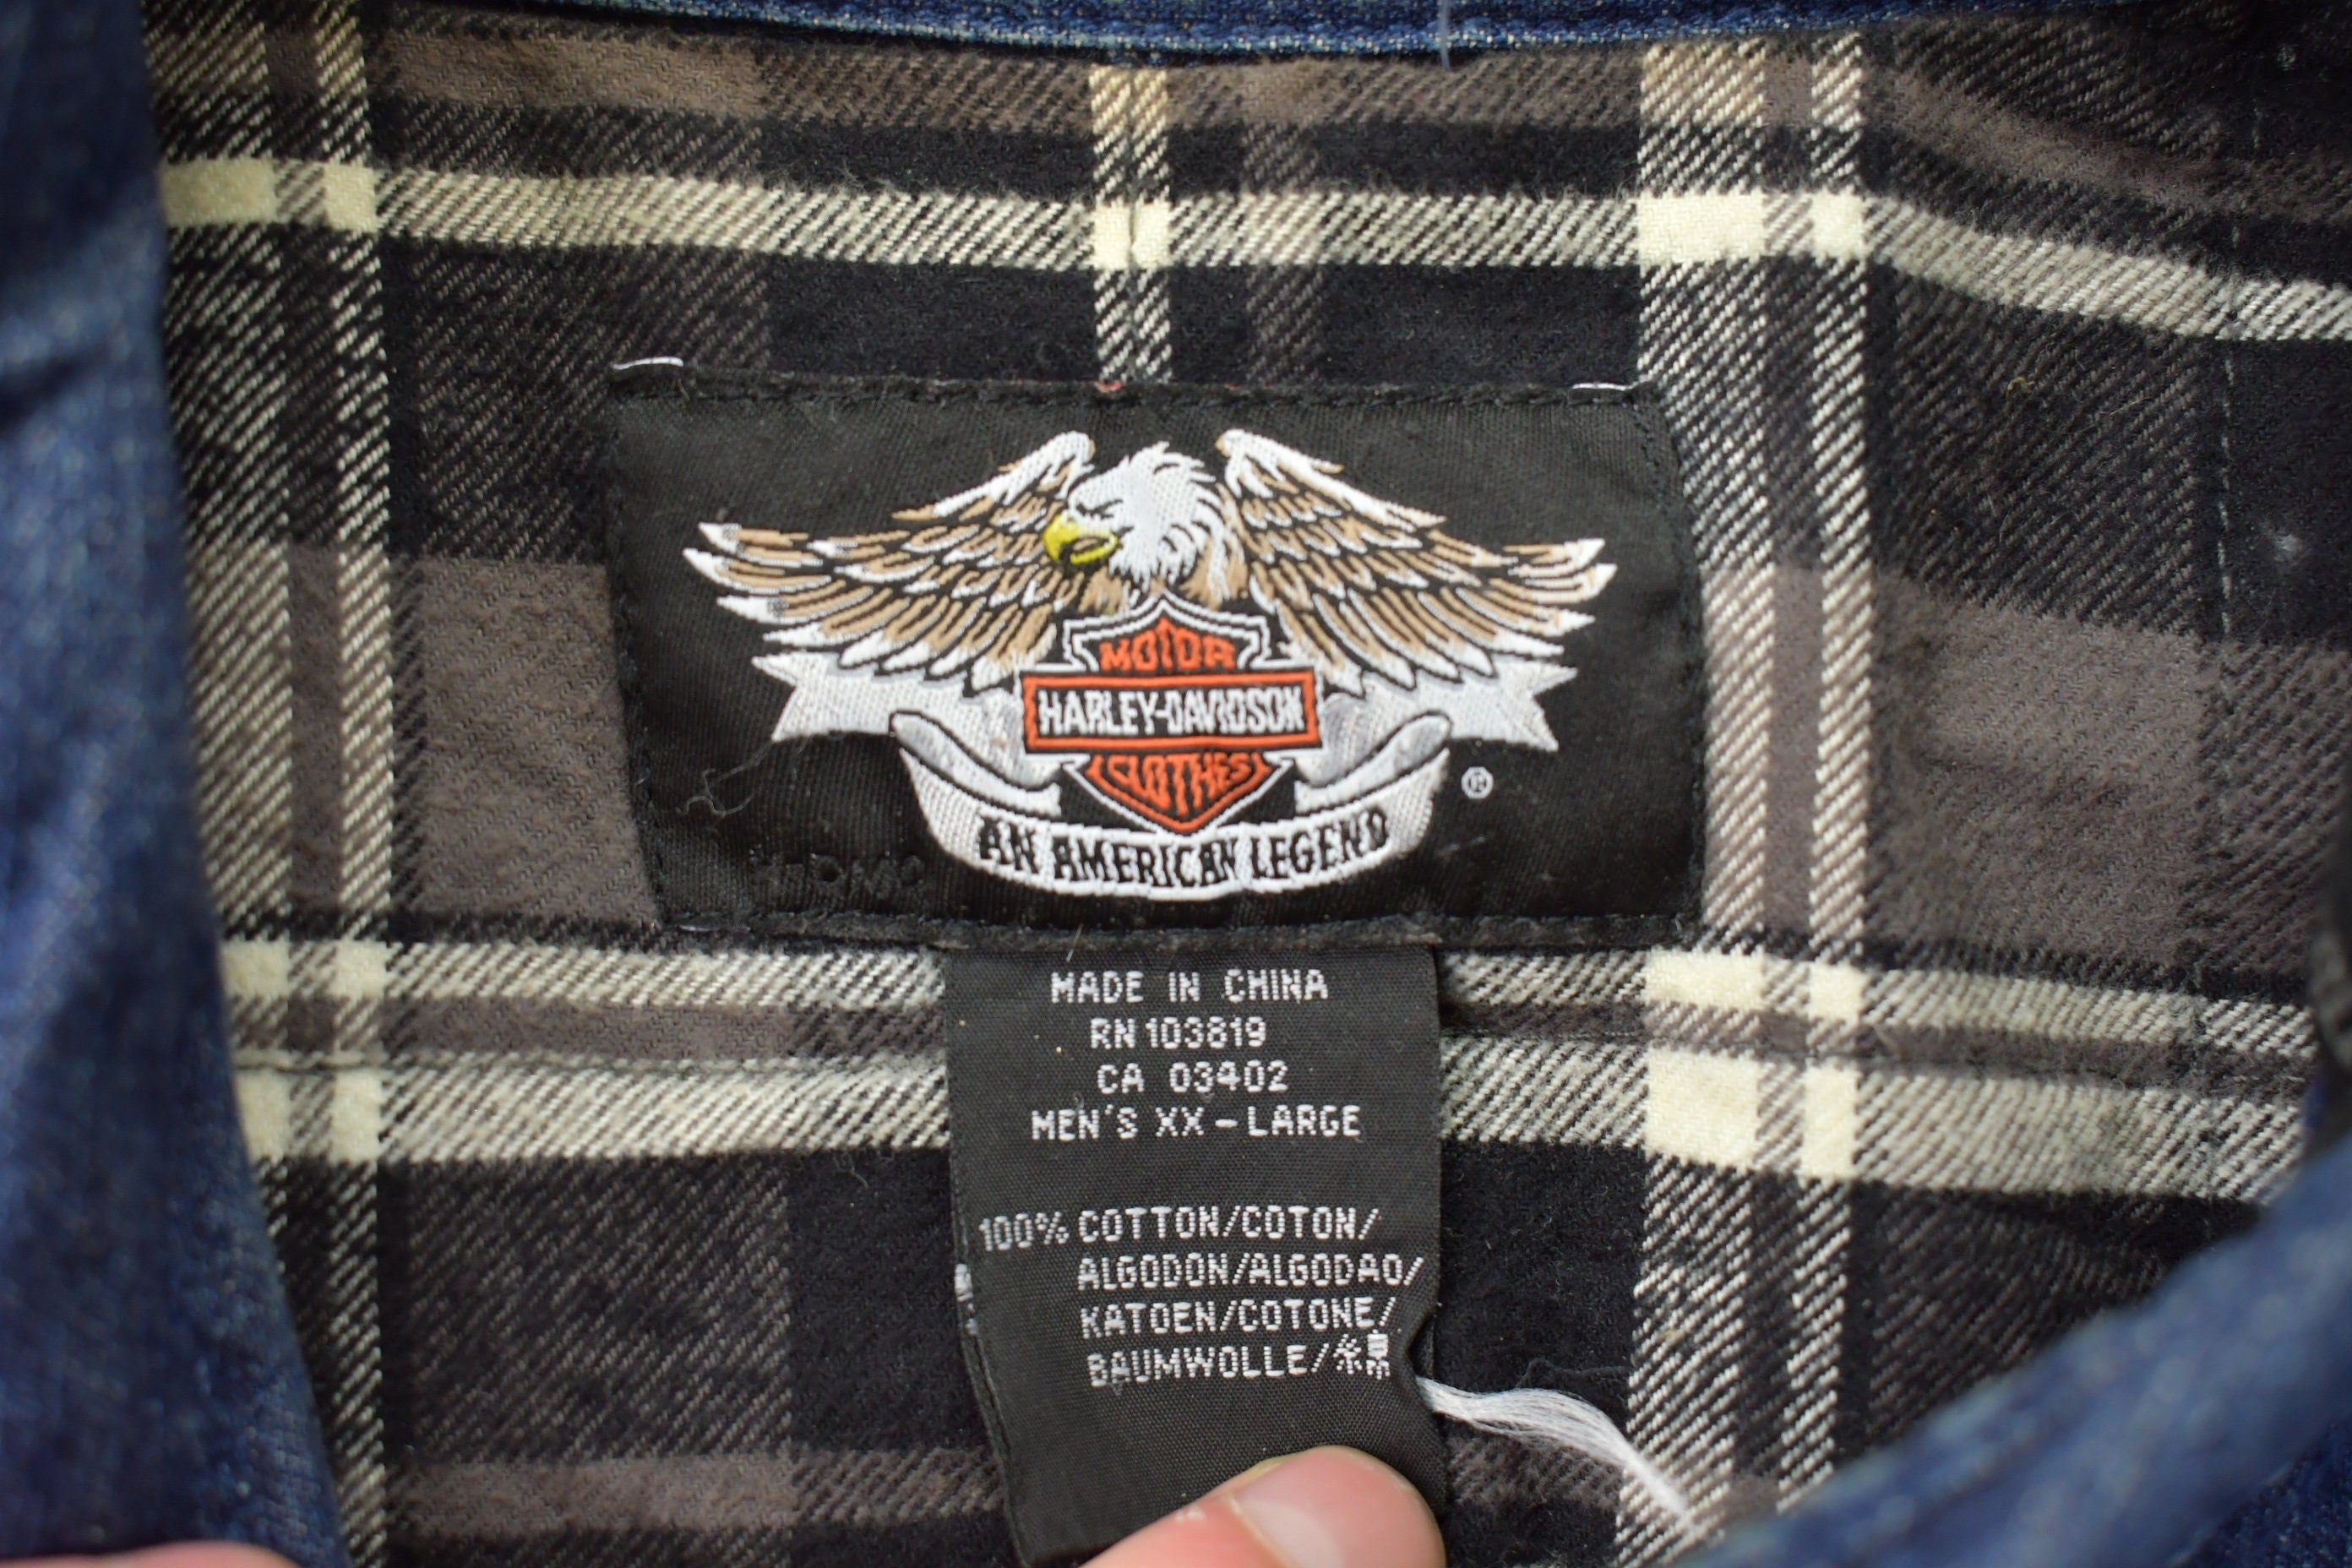 MOTOR
HARLEY-DAVIDSON
CLOTHES
®
AN AMERICAN LEGEND
MADE IN CHINA
RN 103819
CA 03402
MEN'S XX-LARGE
100% COTTON/COTON/
ALGODON/ALGODAO/
KATOEN/COTONE/
BAUMWOLLE/綿